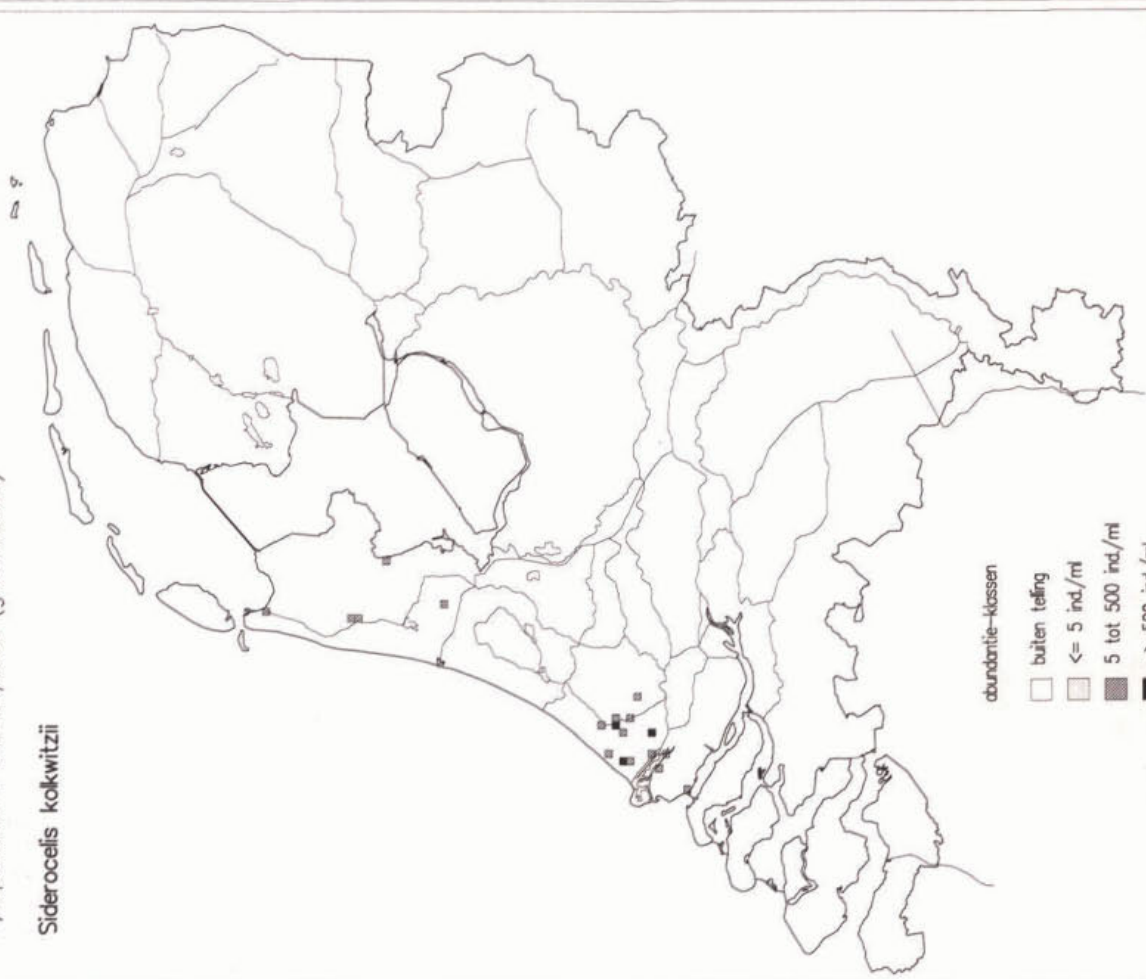 Siderocelis kolkwitzii
abundantie-klassen
buiten telling
<= 5 ind./ml
5 tot 500 ind./ml